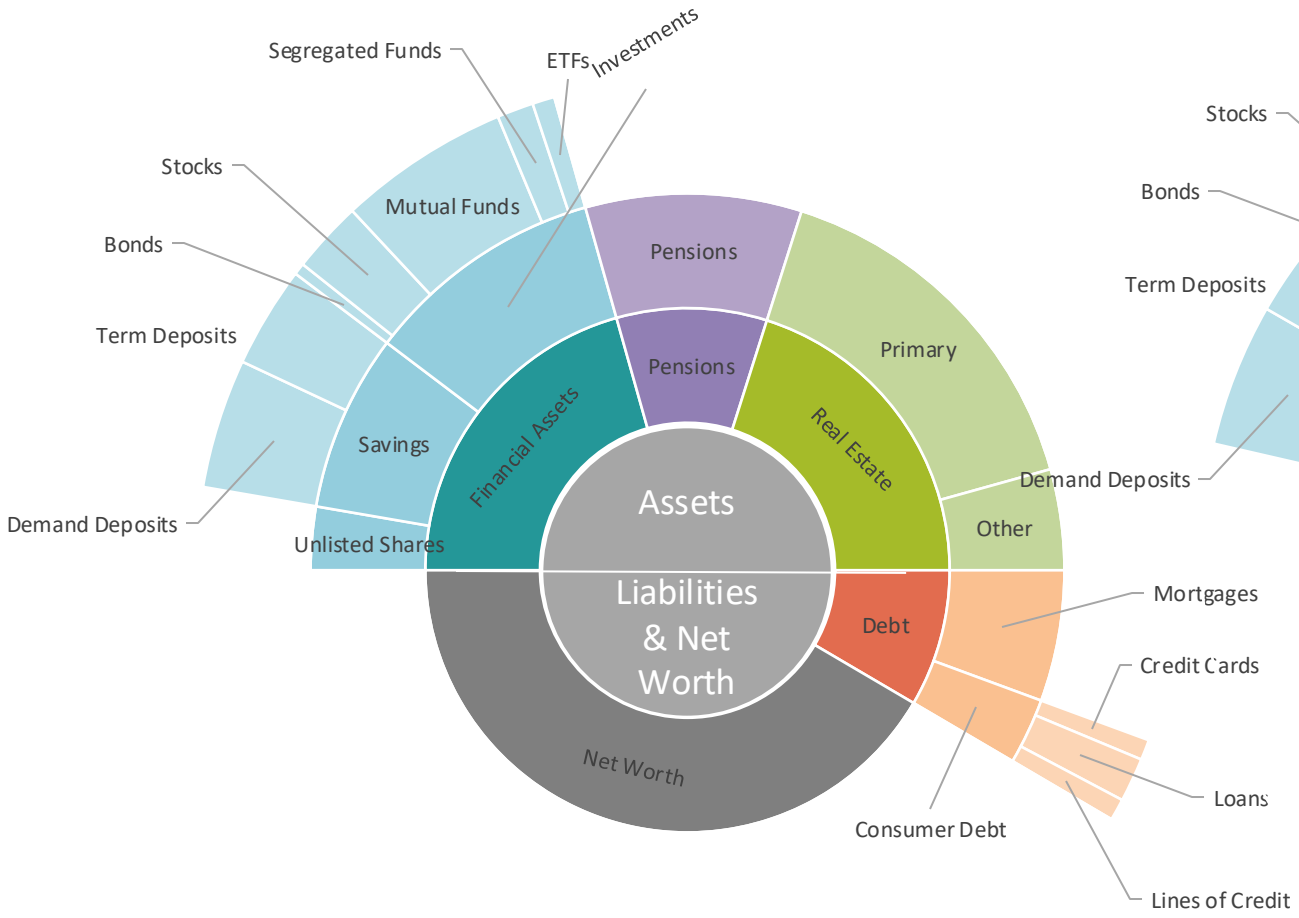 Segregated Funds
ETFs
Investments
Stocks
Stocks
Mutual Funds
Bonds
Bonds
Pensions
Term Deposits
Term Deposits
Primary
Pensions
Savings
Financial Assets
Real Estate
Demand Deposits
Demand Deposits
Assets
Other
Unlisted Shares
Liabilities
& Net
Worth
Debt
Mortgages
Credit Cards
Net Worth
Loans
Consumer Debt
Lines of Credit